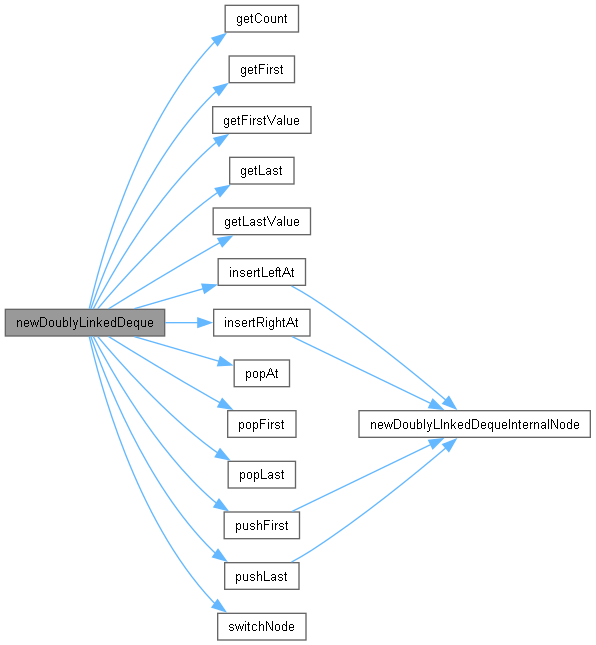 getCount
getFirst
getFirstValue
getLast
getLastValue
insertLeftAt
newDoublyLinkedDeque
insertRightAt
popAt
popFirst
newDoublyLInkedDequeInternalNode
popLast
pushFirst
pushLast
switchNode